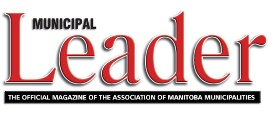 MUNICIPAL
Leader
THE OFFICIAL MAGAZINE OF THE ASSOCIATION OF MANITOBA MUNICIPALITIES